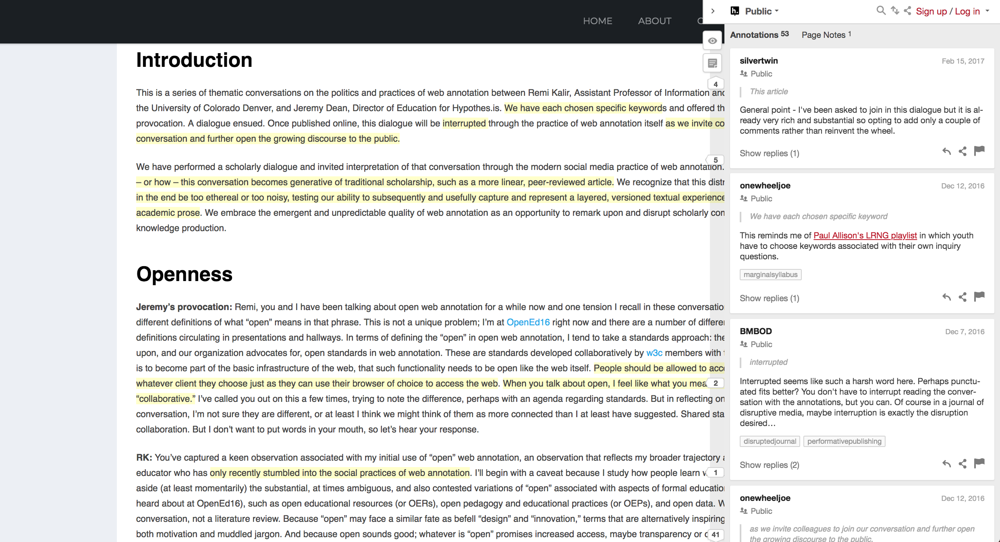 HOME ABOUT
Introduction
This is a series of thematic conversations on the politics and practices of web annotation between Remi Kalir, Assistant Professor of Information and
the University of Colorado Denver, and Jeremy Dean, Director of Education for Hypothes.is. We have each chosen specific keywords and offered
provocation. A dialogue ensued. Once published online, this dialogue will be interrupted through the practice of web annotation itself as we invite
conversation and further open the growing discourse to the public.
We have performed a scholarly dialogue and invited interpretation of that conversation through the modern social media practice of web annotation.
– or how – this conversation becomes generative of traditional scholarship, such as a more linear, peer-reviewed article. We recognize that this
in the end be too ethereal or too noisy, testing our ability to subsequently and usefully capture and represent a layered, versioned textual experience
academic prose. We embrace the emergent and unpredictable quality of web annotation as an opportunity to remark upon and disrupt scholarly
knowledge production.
Openness
Jeremy’s provocation: Remi, you and I have been talking about open web annotation for a while now and one tension I recall in these
different definitions of what “open” means in that phrase. This is not a unique problem; I’m at OpenEd16 right now and there are a number of
definitions circulating in presentations and hallways. In terms of defining the “open” in open web annotation, I tend to take a standards approach:
upon, and our organization advocates for, open standards in web annotation. These are standards developed collaboratively by w3c members with
is to become part of the basic infrastructure of the web, that such functionality needs to be open like the web itself. People should be allowed to
whatever client they choose just as they can use their browser of choice to access the web. When you talk about open, I feel like what you
“collaborative.” I’ve called you out on this a few times, trying to note the difference, perhaps with an agenda regarding standards. But in reflecting on
conversation, I’m not sure they are different, or at least I think we might think of them as more connected than I at least have suggested. Shared
collaboration. But I don’t want to put words in your mouth, so let’s hear your response.
RK: You’ve captured a keen observation associated with my initial use of “open” web annotation, an observation that reflects my broader trajectory
educator who has only recently stumbled into the social practices of web annotation. I’ll begin with a caveat because I study how people learn
aside (at least momentarily) the substantial, at times ambiguous, and also contested variations of “open” associated with aspects of formal
heard about at OpenEd16), such as open educational resources (or OERs), open pedagogy and educational practices (or OEPs), and open data.
conversation, not a literature review. Because “open” may face a similar fate as befell “design” and “innovation,” terms that are alternatively inspiring
both motivation and muddled jargon. And because open sounds good; whatever is “open” promises increased access, maybe transparency or
4
5
2
1
41
h. Public Sign up / Log in
Annotations 53 Page Notes 1
silvertwin Feb 15, 2017
Public
This article
General point - I've been asked to join in this dialogue but it is al-
ready very rich and substantial so opting to add only a couple of
comments rather than reinvent the wheel.
Show replies (1)
onewheeljoe Dec 12, 2016
Public
We have each chosen specific keyword
This reminds me of Paul Allison's LRNG playlist in which youth
have to choose keywords associated with their own inquiry
questions.
marginalsyllabus
Show replies (1)
BMBOD Dec 7, 2016
Public
interrupted
Interrupted seems like such a harsh word here. Perhaps punctu-
ated fits better? You don't have to interrupt reading the conver-
sation with the annotations, but you can. Of course in a journal of
disruptive media, maybe interruption is exactly the disruption
desired…
disruptedjournal performativepublishing
Show replies (2)
onewheeljoe Dec 12, 2016
Public
as we invite colleagues to join our conversation and further open
the growing discourse to the public.